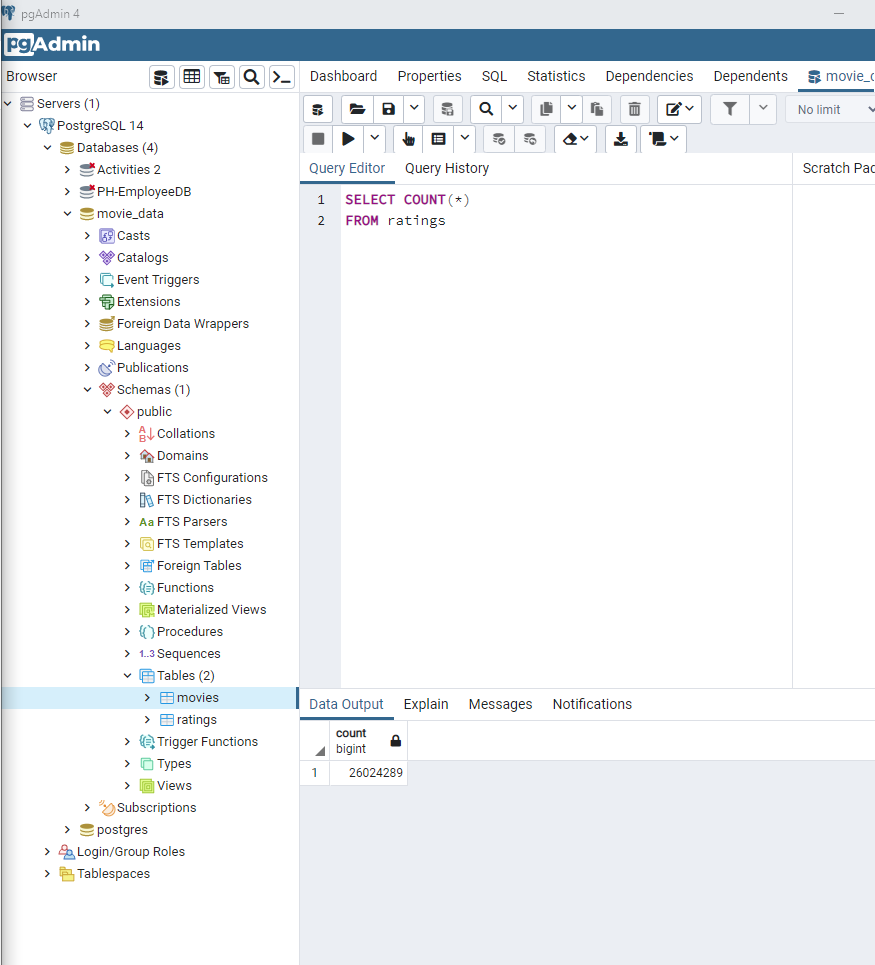 pgAdmin 4
pgAdmin
Browser
Dashboard Properties SQL Statistics Dependencies Dependents movie_
No limit
Servers (1)
PostgreSQL 14
Databases (4)
Activities 2
PH-EmployeeDB
movie_data
Casts
Catalogs
Event Triggers
Extensions
Foreign Data Wrappers
Languages
Publications
Schemas (1)
public
Collations
Domains
FTS Configurations
FTS Dictionaries
Aa FTS Parsers
FTS Templates
Foreign Tables
Functions
Materialized Views
Procedures
1..3 Sequences
Tables (2)
movies
ratings
Trigger Functions
Types
Views
Subscriptions
postgres
Login/Group Roles
Tablespaces
Query Editor Query History
Scratch Pad
1 SELECT COUNT(*)
2 FROM ratings
Data Output Explain Messages Notifications
count
bigint
1 26024289